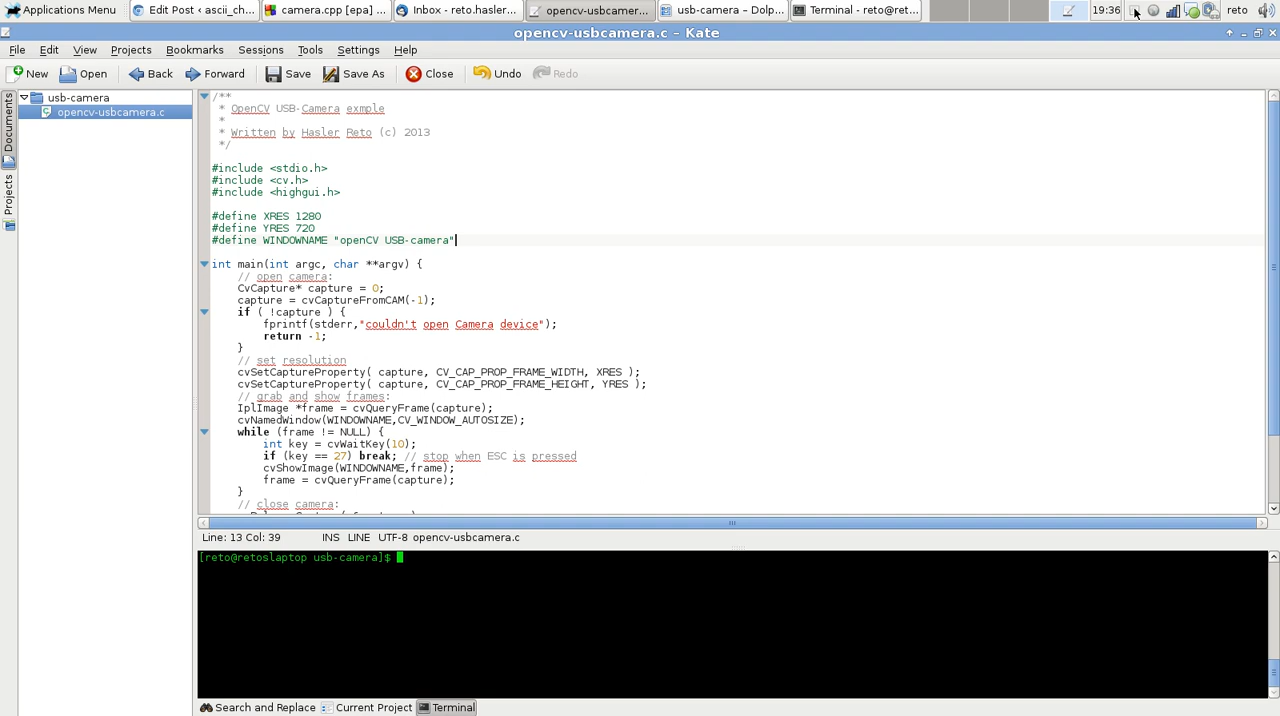 Applications Menu
Edit Post ‹ ascii_ch...
camera.cpp [epa] ...
Inbox - reto.hasler...
opencv-usbcamer...
usb-camera – Dolp...
Terminal - reto@ret...
19:36
reto
opencv-usbcamera.c – Kate
File Edit View Projects Bookmarks Sessions Tools Settings Help
New Open Back Forward Save Save As Close Undo Redo
Documents
Projects
usb-camera
opencv-usbcamera.c
/**
 * OpenCV USB-Camera exmple
 *
 * Written by Hasler Reto (c) 2013
 */
#include <stdio.h>
#include <cv.h>
#include <highgui.h>
#define XRES 1280
#define YRES 720
#define WINDOWNAME "openCV USB-camera"
int main(int argc, char **argv) {
    // open camera:
    CvCapture* capture = 0;
    capture = cvCaptureFromCAM(-1);
    if ( !capture ) {
        fprintf(stderr,"couldn't open Camera device");
        return -1;
    }
    // set resolution
    cvSetCaptureProperty( capture, CV_CAP_PROP_FRAME_WIDTH, XRES );
    cvSetCaptureProperty( capture, CV_CAP_PROP_FRAME_HEIGHT, YRES );
    // grab and show frames:
    IplImage *frame = cvQueryFrame(capture);
    cvNamedWindow(WINDOWNAME,CV_WINDOW_AUTOSIZE);
    while (frame != NULL) {
        int key = cvWaitKey(10);
        if (key == 27) break; // stop when ESC is pressed
        cvShowImage(WINDOWNAME,frame);
        frame = cvQueryFrame(capture);
    }
    // close camera:
Line: 13 Col: 39 INS LINE UTF-8 opencv-usbcamera.c
[reto@retoslaptop usb-camera]$
Search and Replace Current Project Terminal